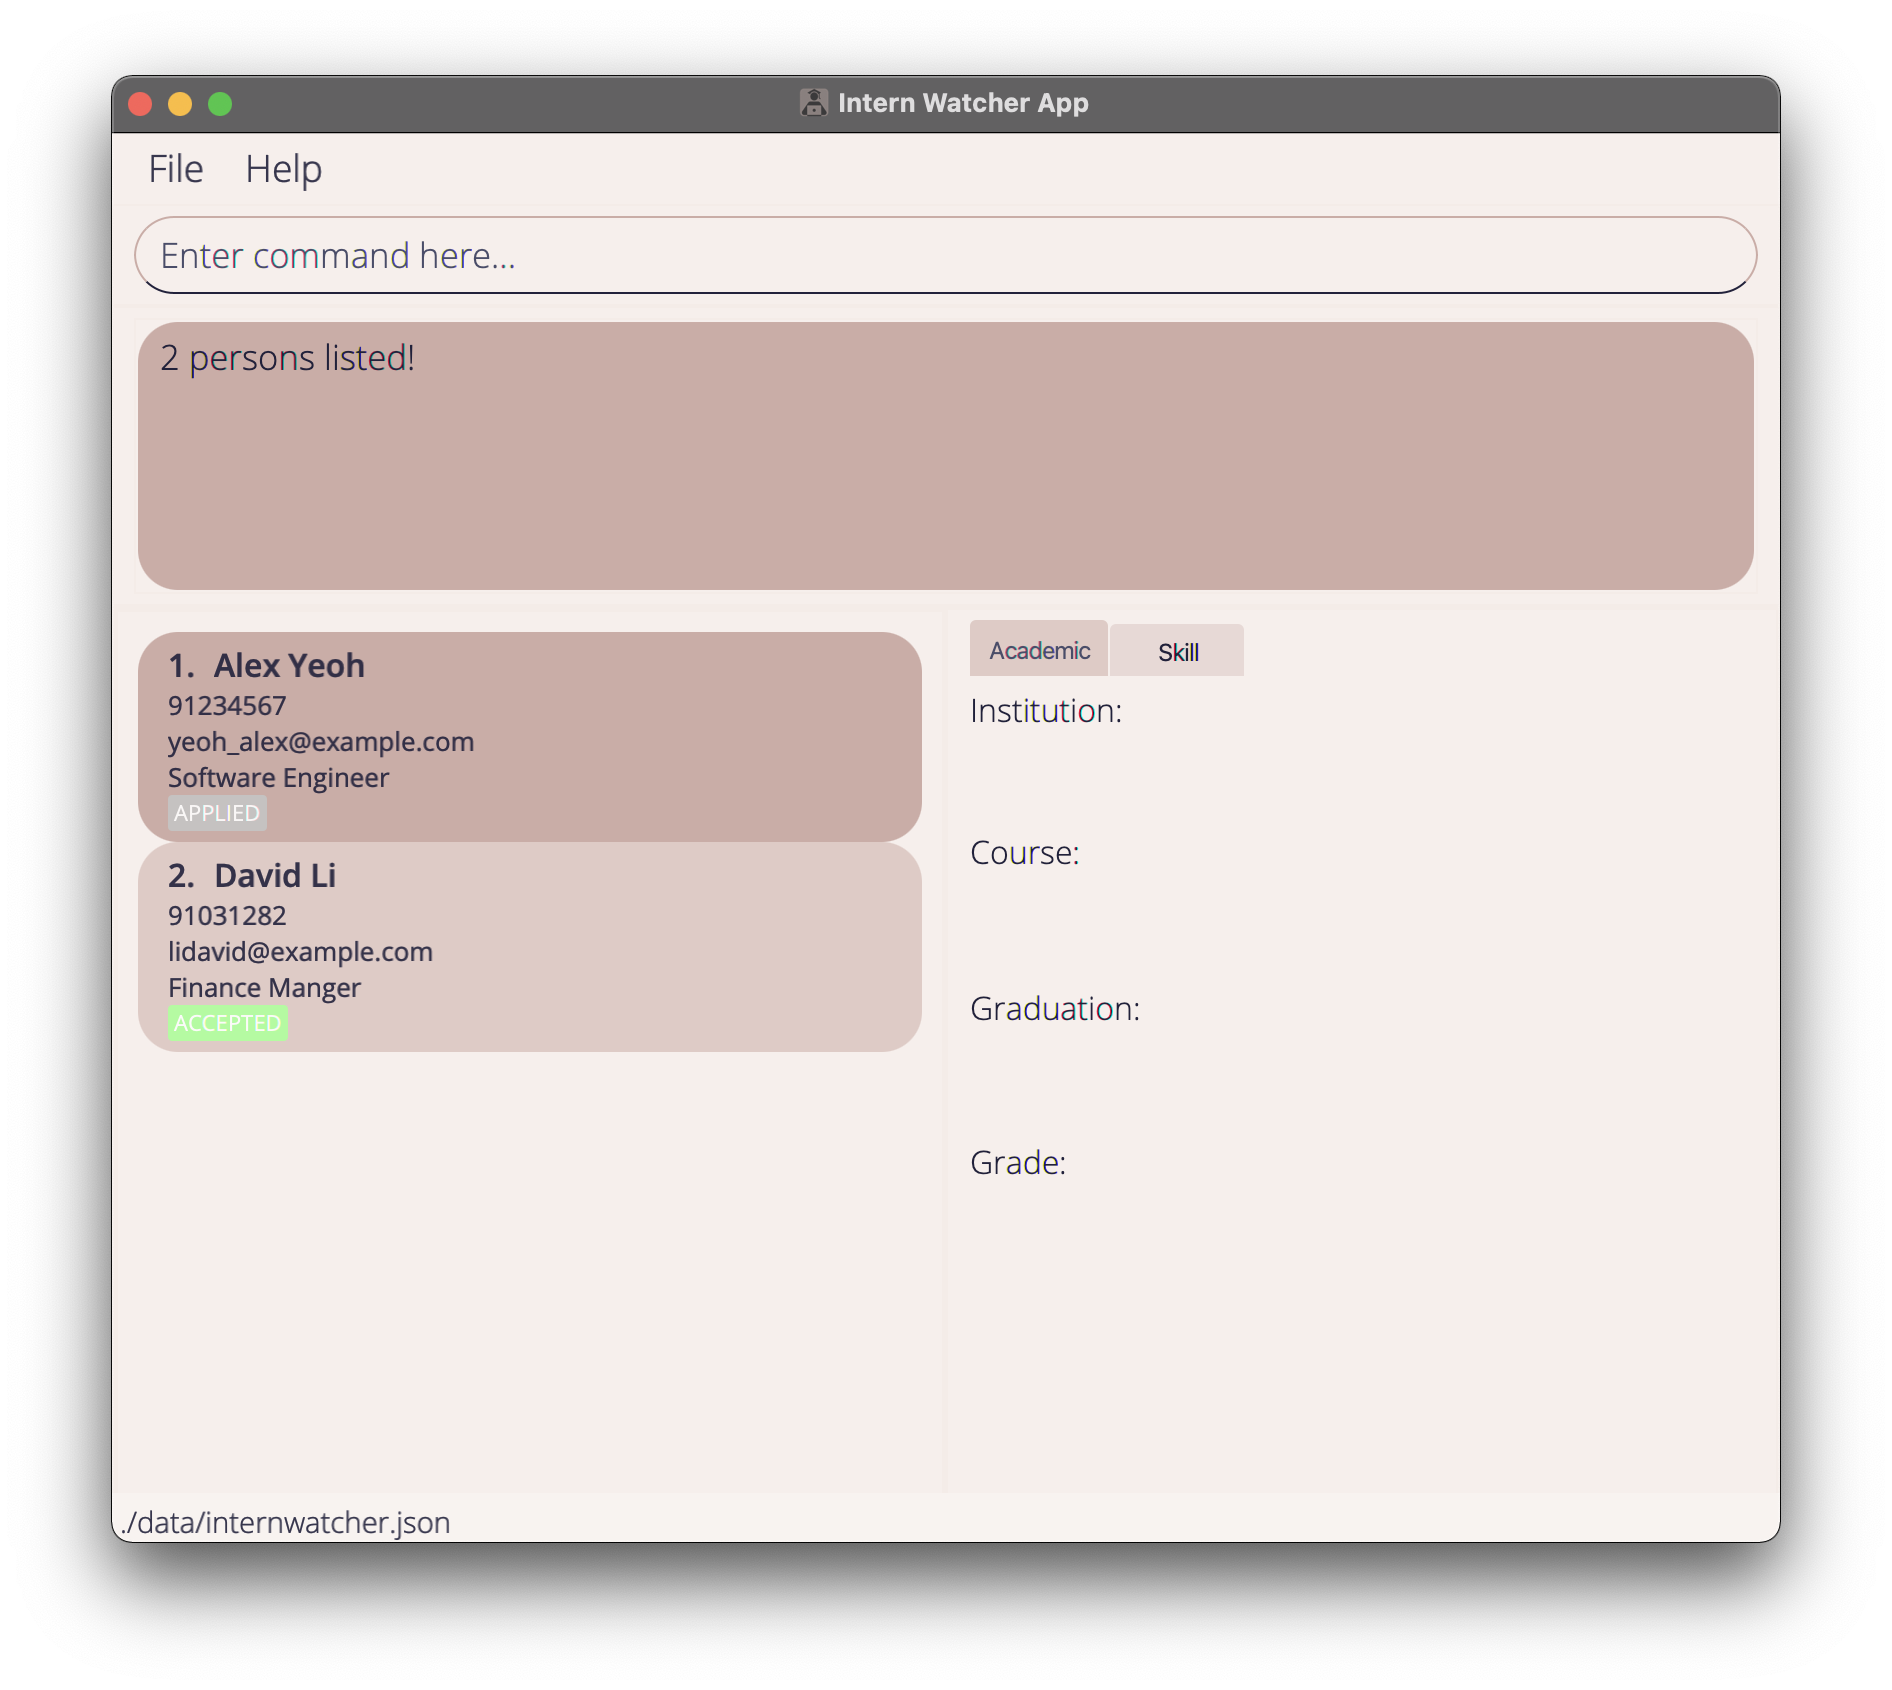 Intern Watcher App
File Help
Enter command here...
2 persons listed!
1. Alex Yeoh
91234567
yeoh_alex@example.com
Software Engineer
APPLIED
2. David Li
91031282
lidavid@example.com
Finance Manger
ACCEPTED
Academic Skill
Institution:
Course:
Graduation:
Grade:
./data/internwatcher.json